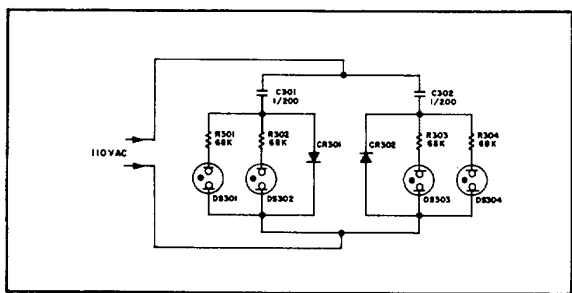 C301
1/200
C302
1/200
R301
68K
R302
68K
CR301
CR302
R303
68K
R304
68K
110VAC
DS301
DS302
DS303
DS304